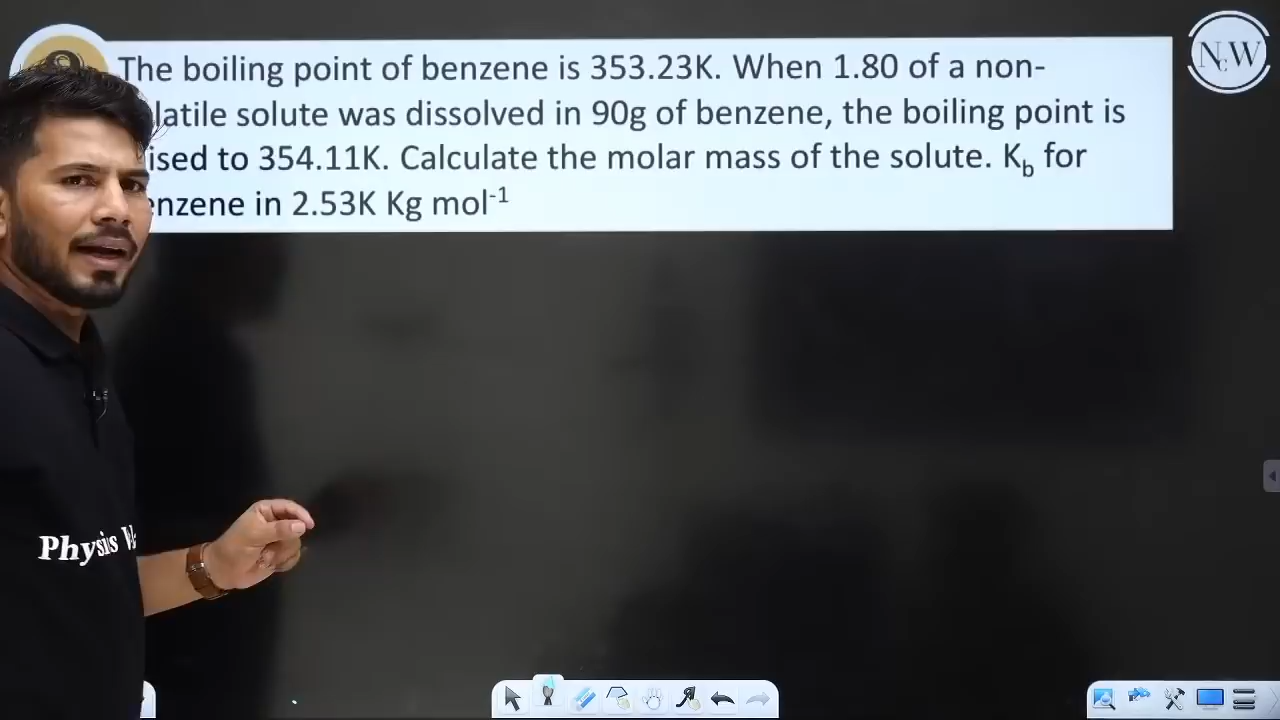 The boiling point of benzene is 353.23K. When 1.80 of a non-
latile solute was dissolved in 90g of benzene, the boiling point is
ised to 354.11K. Calculate the molar mass of the solute. Kb for
enzene in 2.53K Kg mol-1
NcW
Physics W